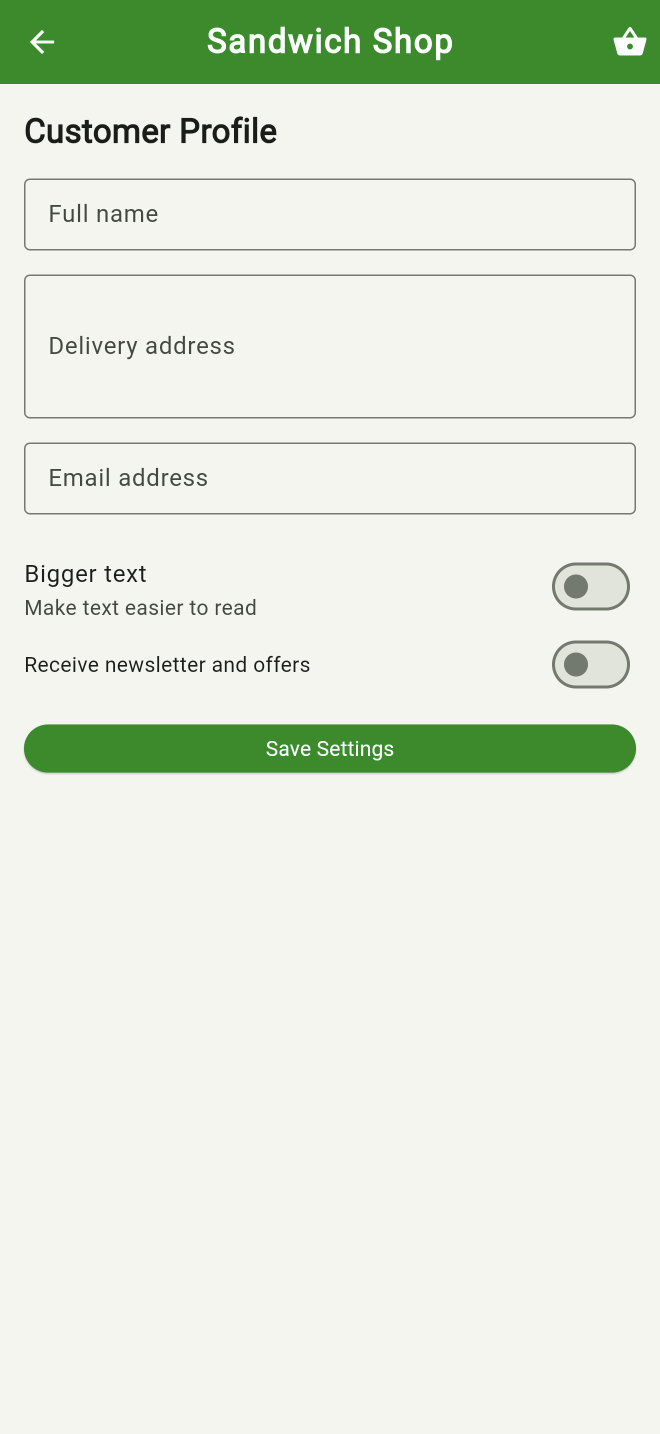 Sandwich Shop
Customer Profile
Full name
Delivery address
Email address
Bigger text
Make text easier to read
Receive newsletter and offers
Save Settings